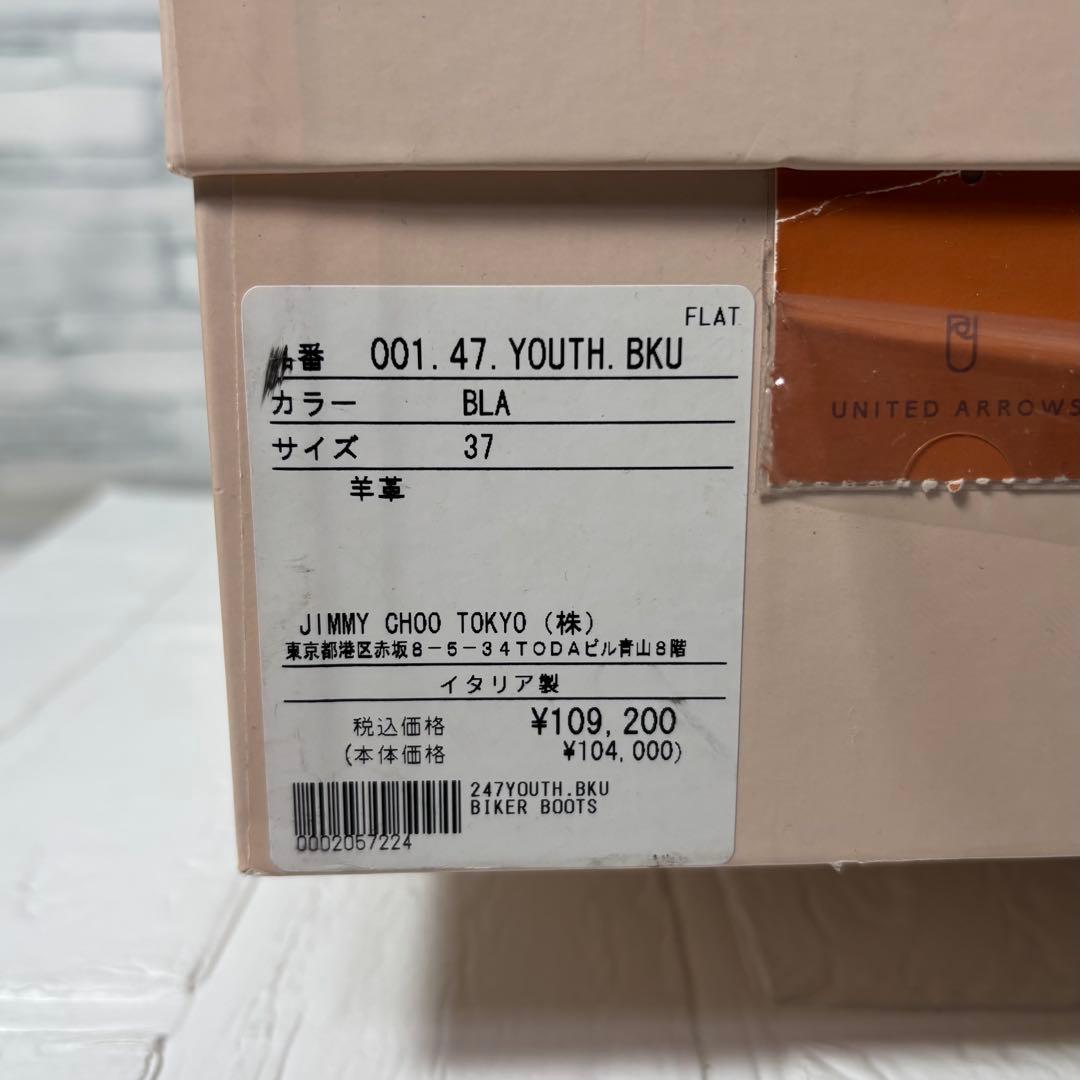 FLAT
品番 001.47.YOUTH.BKU
カラー BLA
サイズ 37
羊革
JIMMY CHOO TOKYO (株)
東京都港区赤坂8-5-34TODAビル青山8階
イタリア製
税込価格 ¥109,200
(本体価格 ¥104,000)
247YOUTH.BKU
BIKER BOOTS
0002057224
UNITED ARROWS